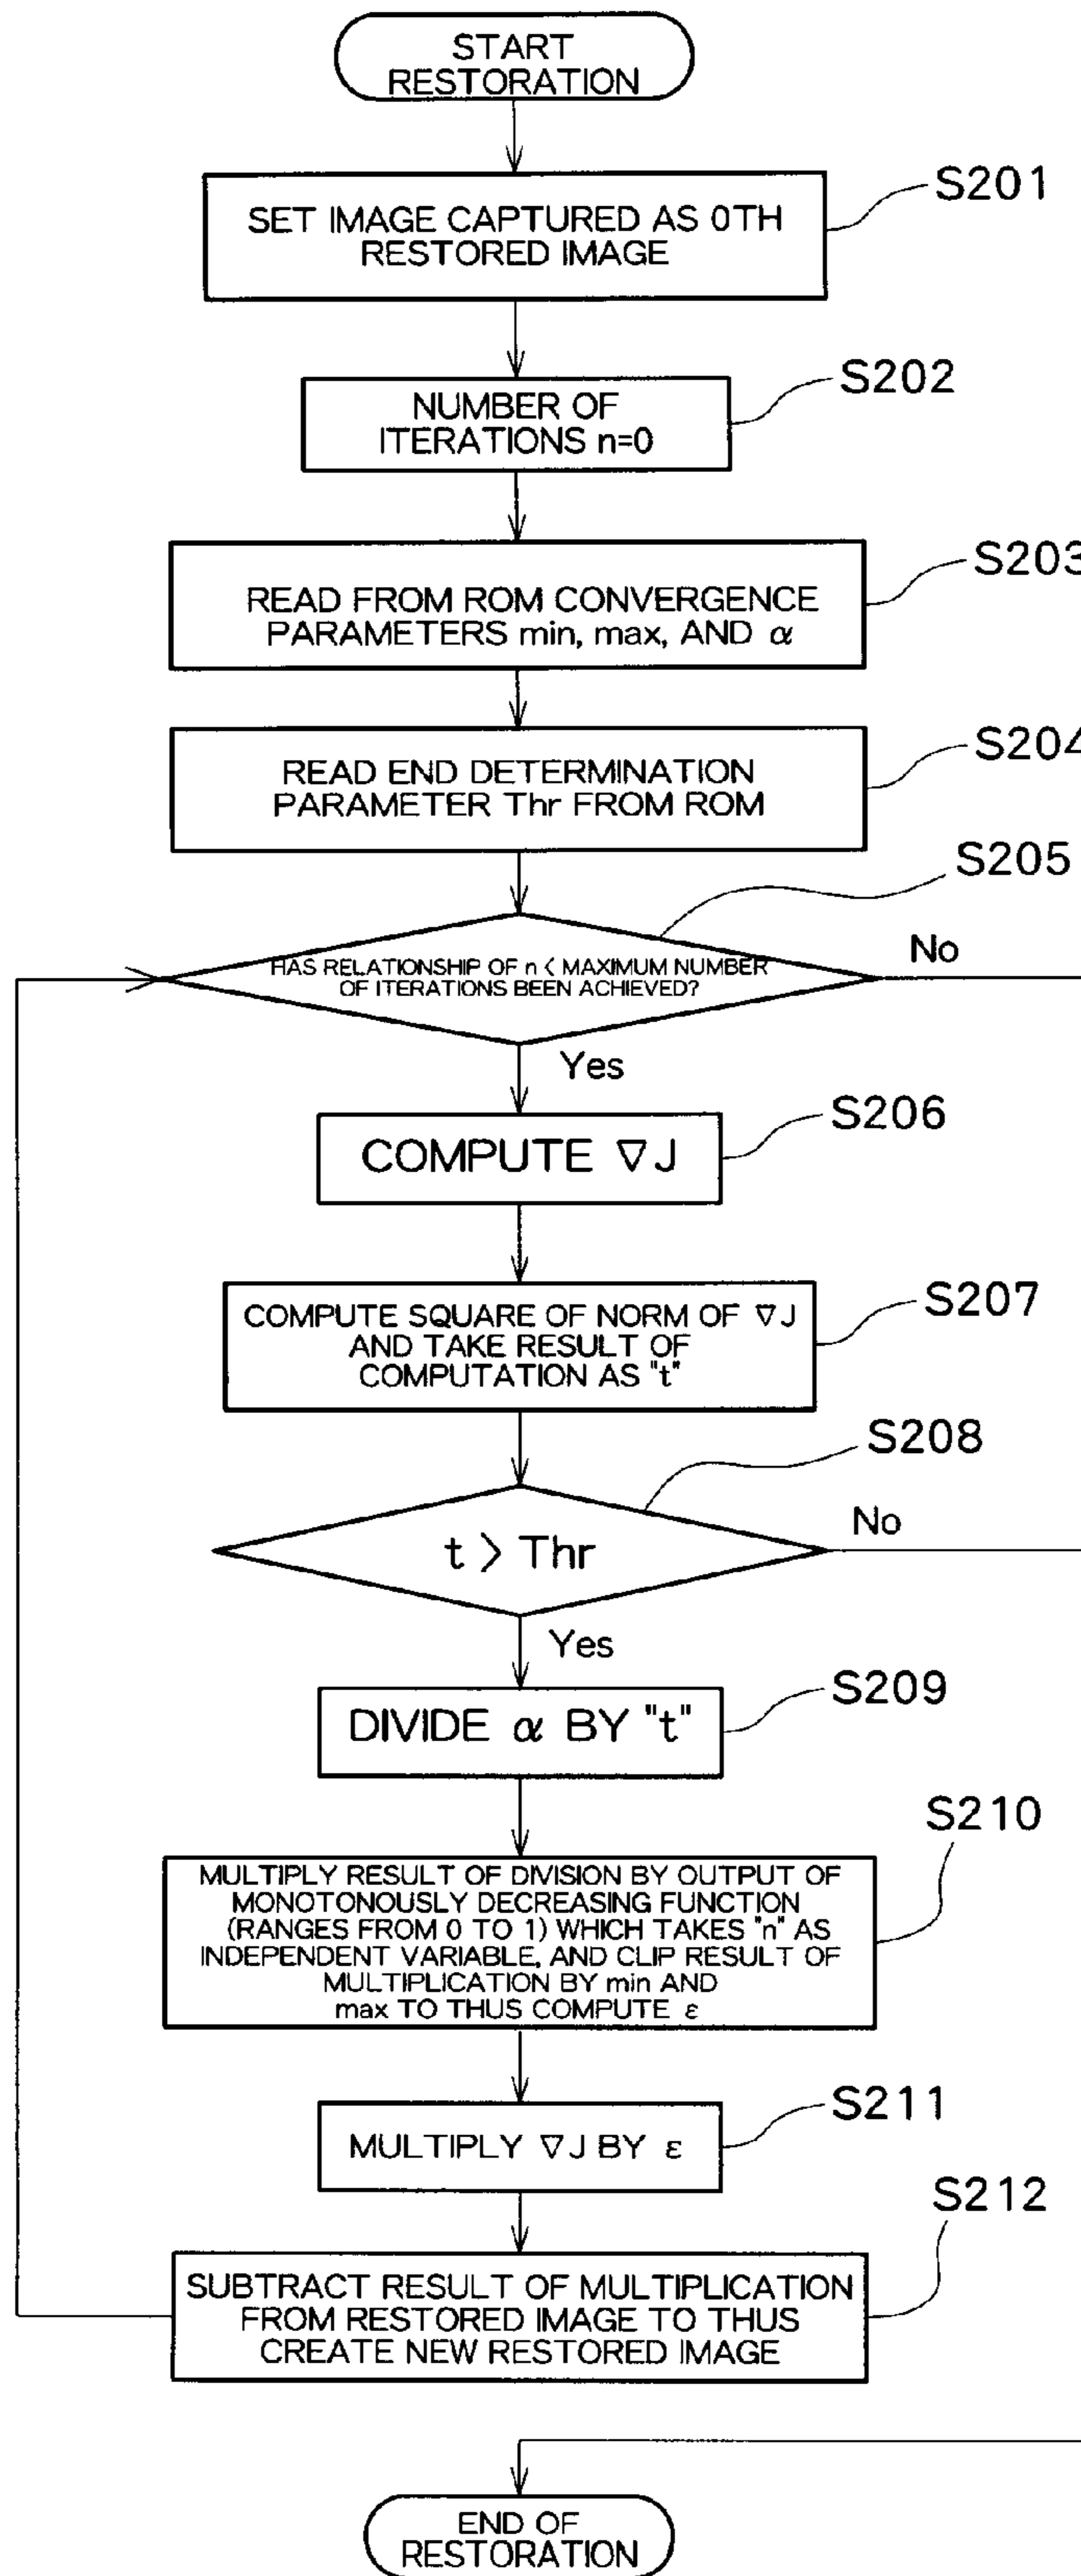 START
RESTORATION
S201
SET IMAGE CAPTURED AS 0TH
RESTORED IMAGE
S202
NUMBER OF
ITERATIONS n=0
S203
READ FROM ROM CONVERGENCE
PARAMETERS min, max, AND α
S204
READ END DETERMINATION
PARAMETER Thr FROM ROM
S205
HAS RELATIONSHIP OF n < MAXIMUM NUMBER
OF ITERATIONS BEEN ACHIEVED?
No
Yes
S206
COMPUTE ∇J
S207
COMPUTE SQUARE OF NORM OF ∇J
AND TAKE RESULT OF
COMPUTATION AS "t"
S208
t > Thr
No
Yes
S209
DIVIDE α BY "t"
S210
MULTIPLY RESULT OF DIVISION BY OUTPUT OF
MONOTONOUSLY DECREASING FUNCTION
(RANGES FROM 0 TO 1) WHICH TAKES "n" AS
INDEPENDENT VARIABLE, AND CLIP RESULT OF
MULTIPLICATION BY min AND
max TO THUS COMPUTE ε
S211
MULTIPLY ∇J BY ε
S212
SUBTRACT RESULT OF MULTIPLICATION
FROM RESTORED IMAGE TO THUS
CREATE NEW RESTORED IMAGE
END OF
RESTORATION